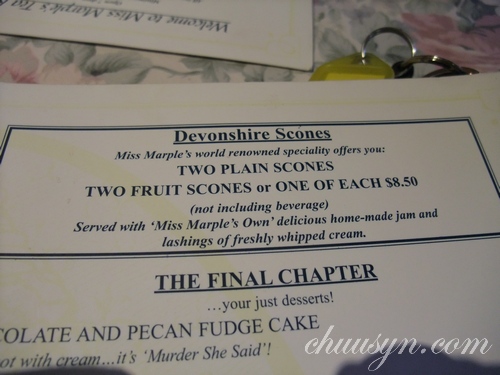 Welcome to Miss Marple's
Devonshire Scones
Miss Marple's world renowned speciality offers you:
TWO PLAIN SCONES
TWO FRUIT SCONES or ONE OF EACH $8.50
(not including beverage)
Served with 'Miss Marple's Own' delicious home-made jam and
lashings of freshly whipped cream.
THE FINAL CHAPTER
...your just desserts!
COLATE AND PECAN FUDGE CAKE
ot with cream...it's 'Murder She Said'!
chuusyn.com